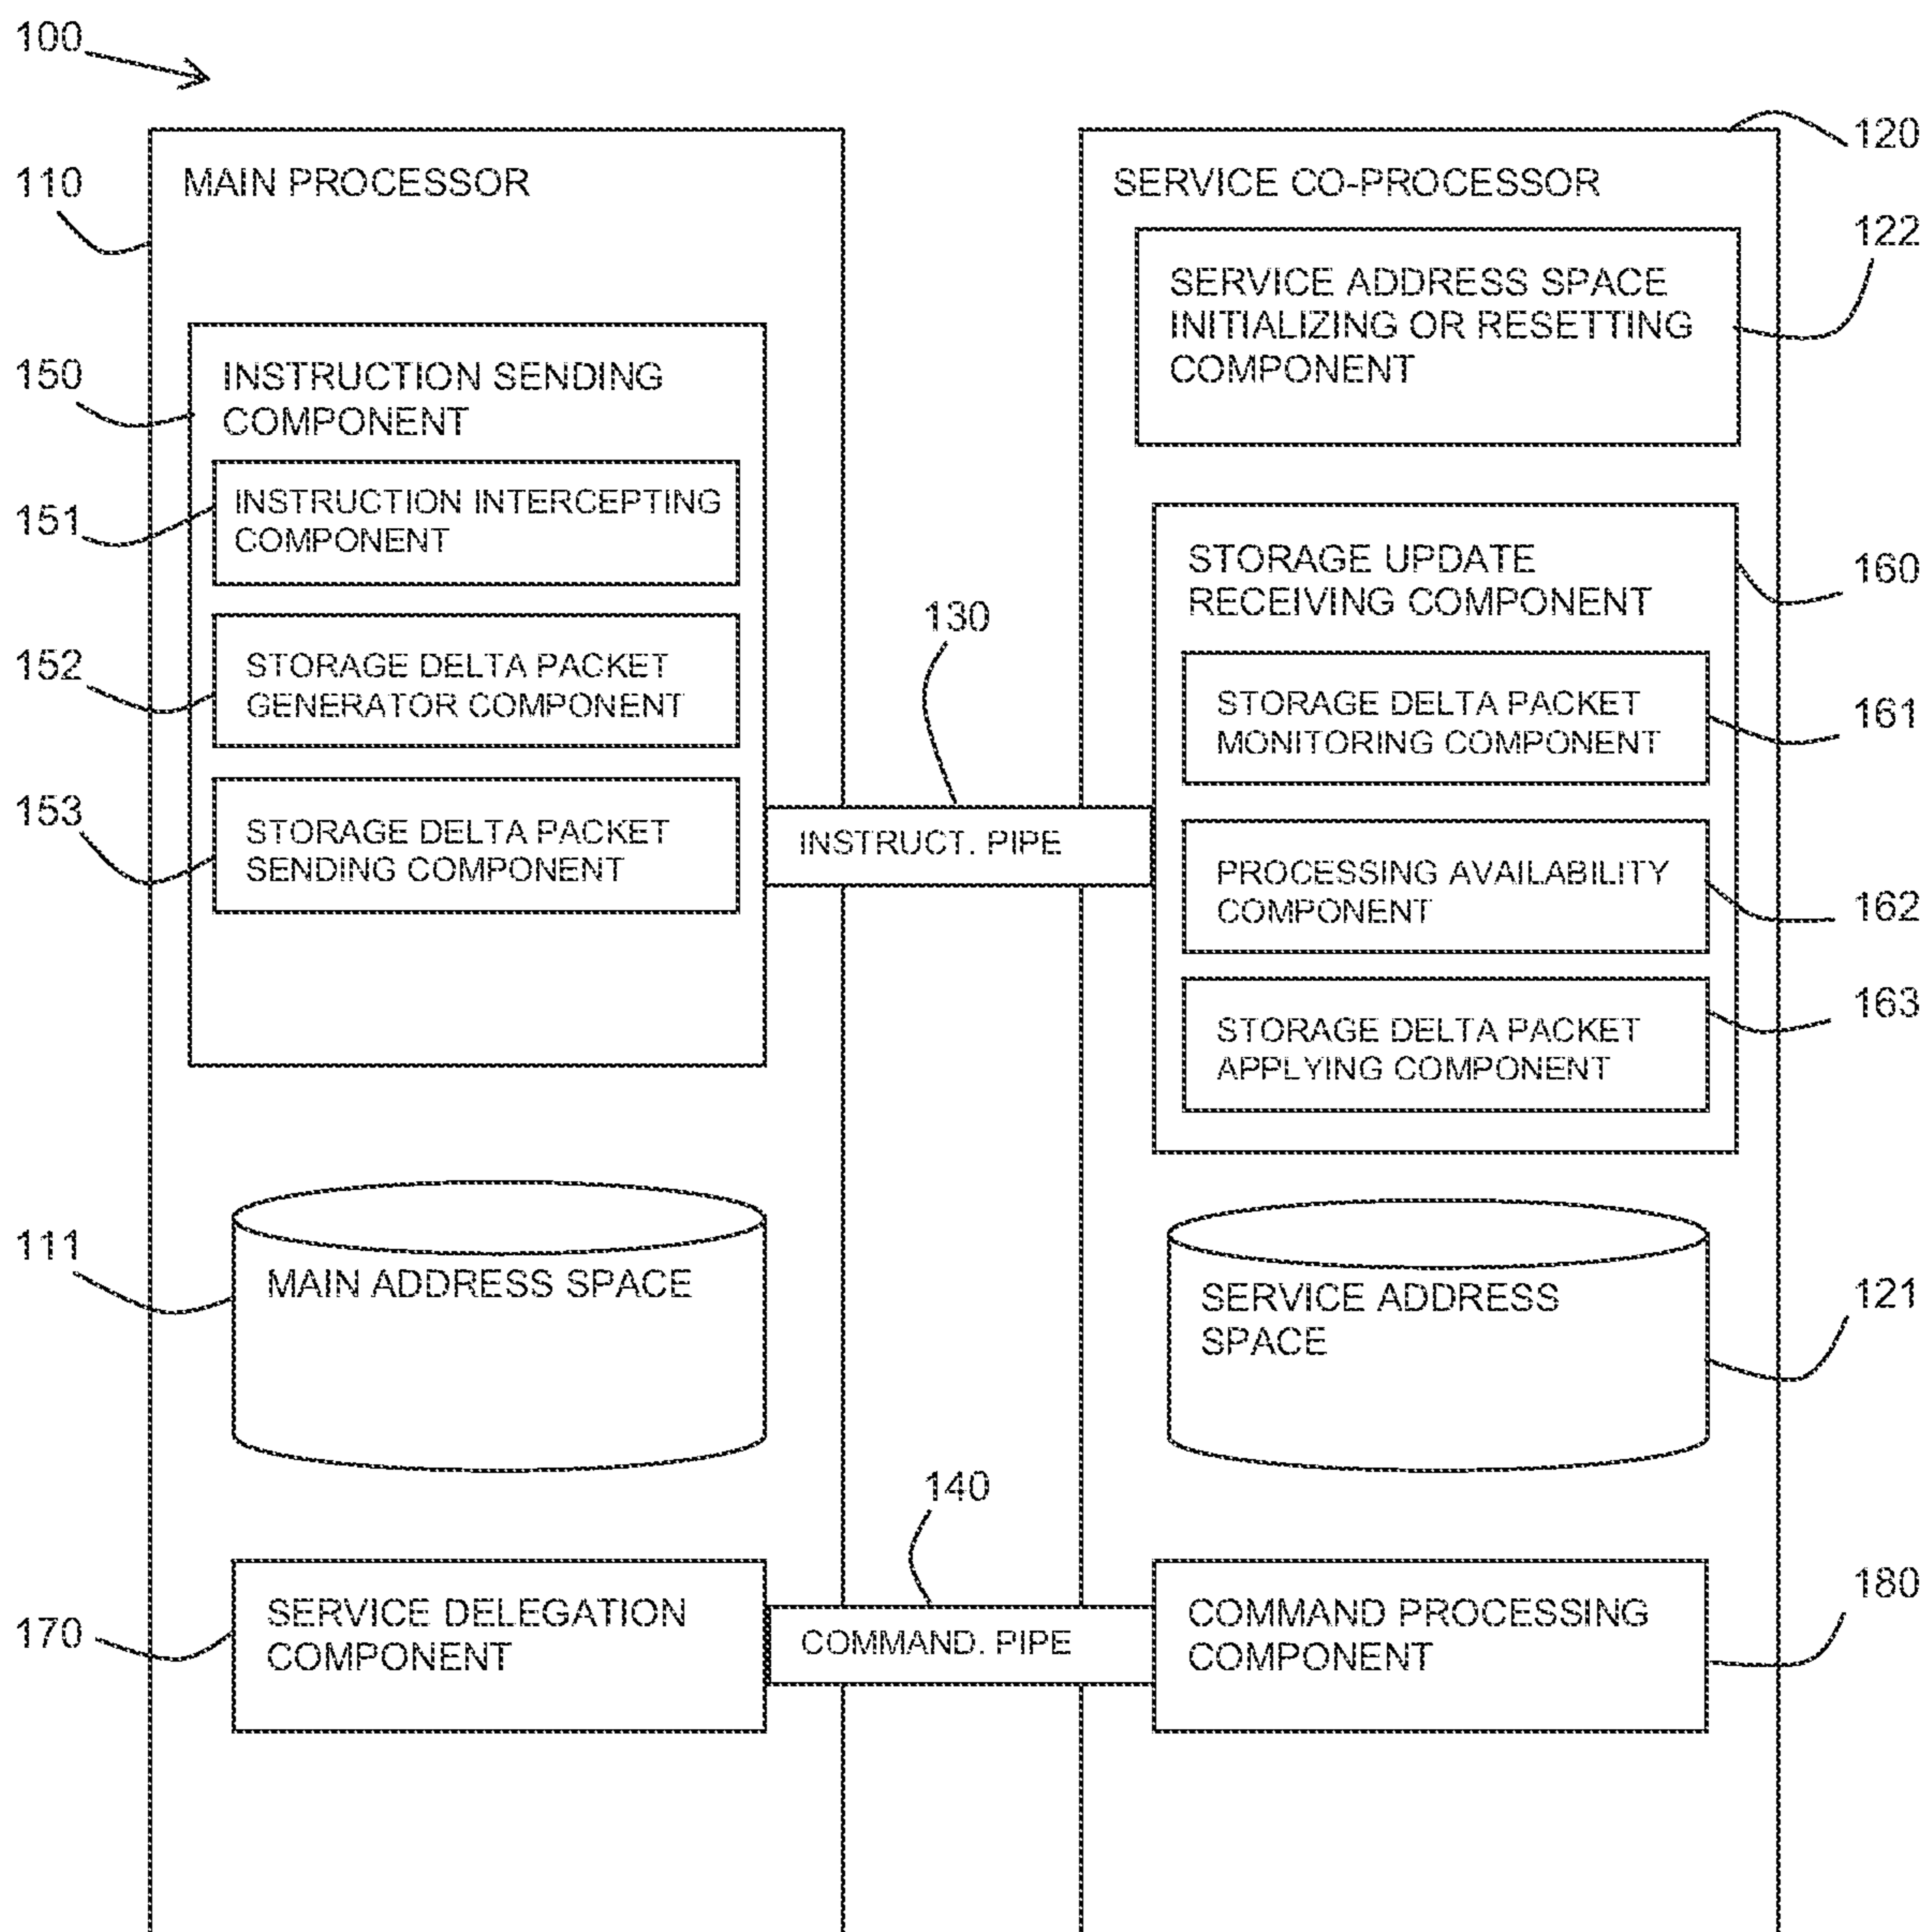 100
110
MAIN PROCESSOR
150
INSTRUCTION SENDING
COMPONENT
151
INSTRUCTION INTERCEPTING
COMPONENT
152
STORAGE DELTA PACKET
GENERATOR COMPONENT
153
STORAGE DELTA PACKET
SENDING COMPONENT
111
MAIN ADDRESS SPACE
170
SERVICE DELEGATION
COMPONENT
130
INSTRUCT. PIPE
140
COMMAND. PIPE
120
SERVICE CO-PROCESSOR
122
SERVICE ADDRESS SPACE
INITIALIZING OR RESETTING
COMPONENT
STORAGE UPDATE
RECEIVING COMPONENT
160
STORAGE DELTA PACKET
MONITORING COMPONENT
161
PROCESSING AVAILABILITY
COMPONENT
162
STORAGE DELTA PACKET
APPLYING COMPONENT
163
SERVICE ADDRESS
SPACE
121
COMMAND PROCESSING
COMPONENT
180